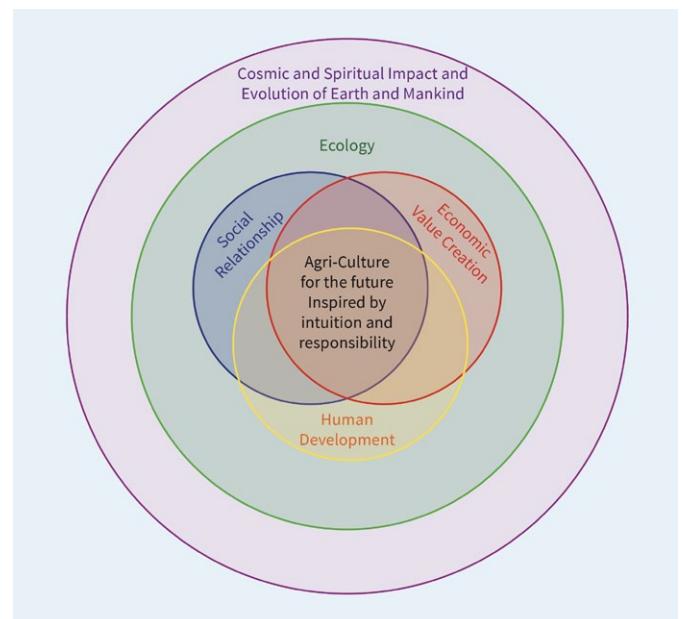 Cosmic and Spiritual Impact and
Evolution of Earth and Mankind
Ecology
Social
Relationship
Economic
Value Creation
Agri-Culture
for the future
Inspired by
intuition and
responsibility
Human
Development